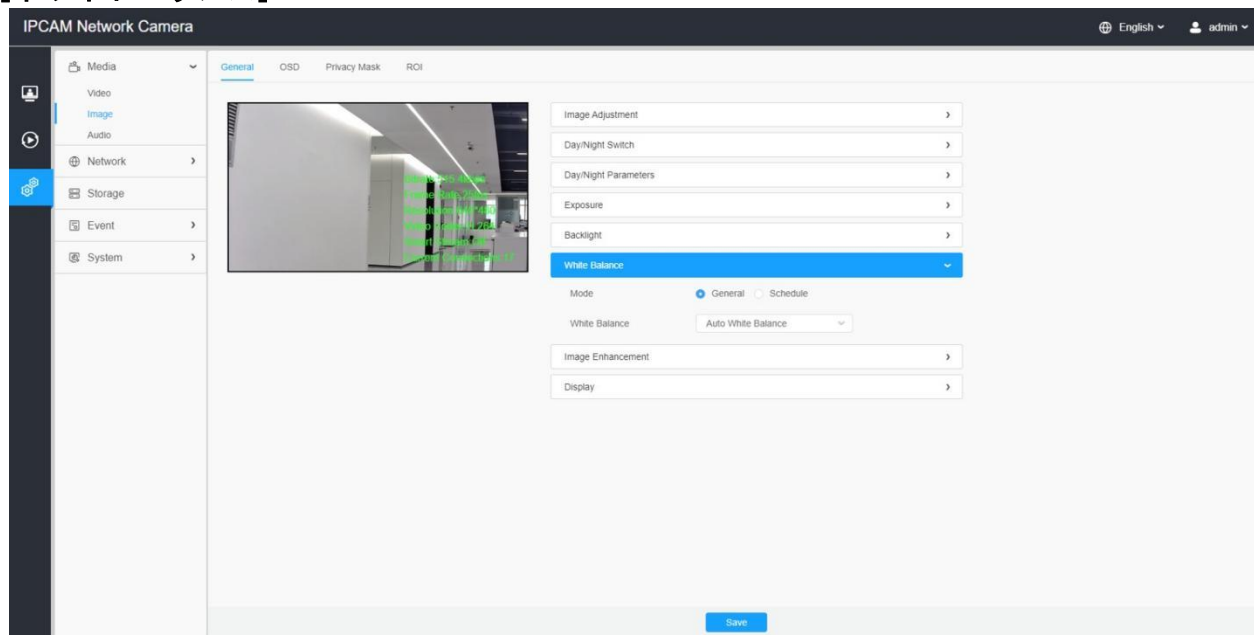 IPCAM Network Camera
English
admin
Media
Video
Image
Audio
Network
Storage
Event
System
General OSD Privacy Mask ROI
Image Adjustment
Day/Night Switch
Day/Night Parameters
Exposure
Backlight
White Balance
Mode General Schedule
White Balance Auto White Balance
Image Enhancement
Display
Save